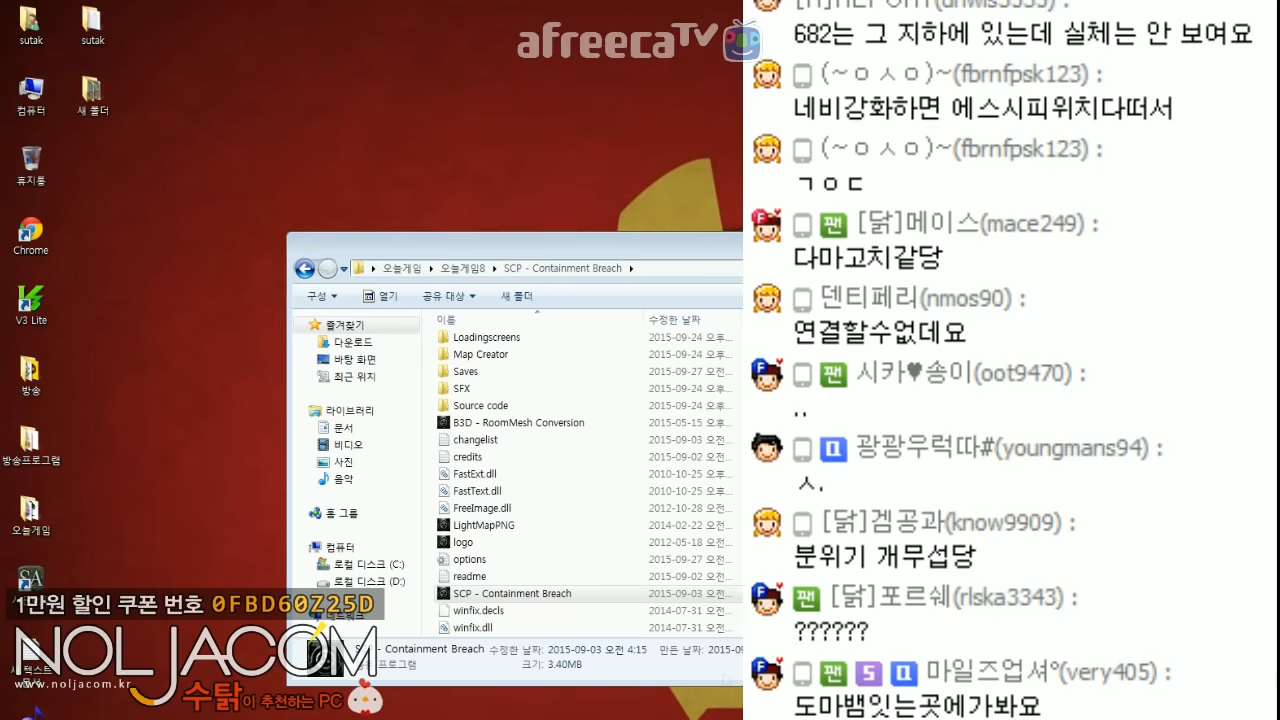 sutak
sutak
컴퓨터
새 폴더
휴지통
Chrome
V3 Lite
방송
방송프로그램
오늘게임
afreecaTV
오늘게임 오늘게임8 SCP - Containment Breach
구성 열기 공유 대상 새 폴더
즐겨찾기
다운로드
바탕 화면
최근 위치
라이브러리
문서
비디오
사진
음악
홈 그룹
컴퓨터
로컬 디스크 (C:)
로컬 디스크 (D:)
이름 수정한 날짜
Loadingscreens 2015-09-24 오후...
Map Creator 2015-09-24 오후...
Saves 2015-09-27 오전...
SFX 2015-09-24 오후...
Source code 2015-09-24 오후...
B3D - RoomMesh Conversion 2015-05-15 오후...
changelist 2015-09-03 오전...
credits 2015-09-02 오전...
FastExt.dll 2010-10-25 오후...
FastText.dll 2010-10-25 오후...
FreeImage.dll 2012-10-28 오전...
LightMapPNG 2014-02-22 오전...
logo 2012-05-18 오전...
options 2015-09-27 오전...
readme 2015-09-02 오전...
SCP - Containment Breach 2015-09-03 오전...
winfix.decls 2014-07-31 오전...
winfix.dll 2014-07-31 오전...
Containment Breach 수정한 날짜: 2015-09-03 오전 4:15 만든 날짜: 2015-09
프로그램 크기: 3.40MB
1만원 할인 쿠폰 번호 0FBD60Z25D
NOLJACOM
www.noljacom.kr
수탉이 추천하는 PC
682는 그 지하에 있는데 실체는 안 보여요
(~ㅇㅅㅇ)~(fbrnfpsk123) :
네비강화하면 에스시피위치다떠서
(~ㅇㅅㅇ)~(fbrnfpsk123) :
ㄱㅇㄷ
팬 [닭]메이스(mace249) :
다마고치같당
덴티페리(nmos90) :
연결할수없데요
팬 시카♥송이(oot9470) :
..
광광우럭따#(youngmans94) :
ㅅ.
[닭]겜공과(know9909) :
분위기 개무섭당
팬 [닭]포르쉐(rlska3343) :
??????
팬 5 마일즈업셔°(very405) :
도마뱀잇는곳에가봐요